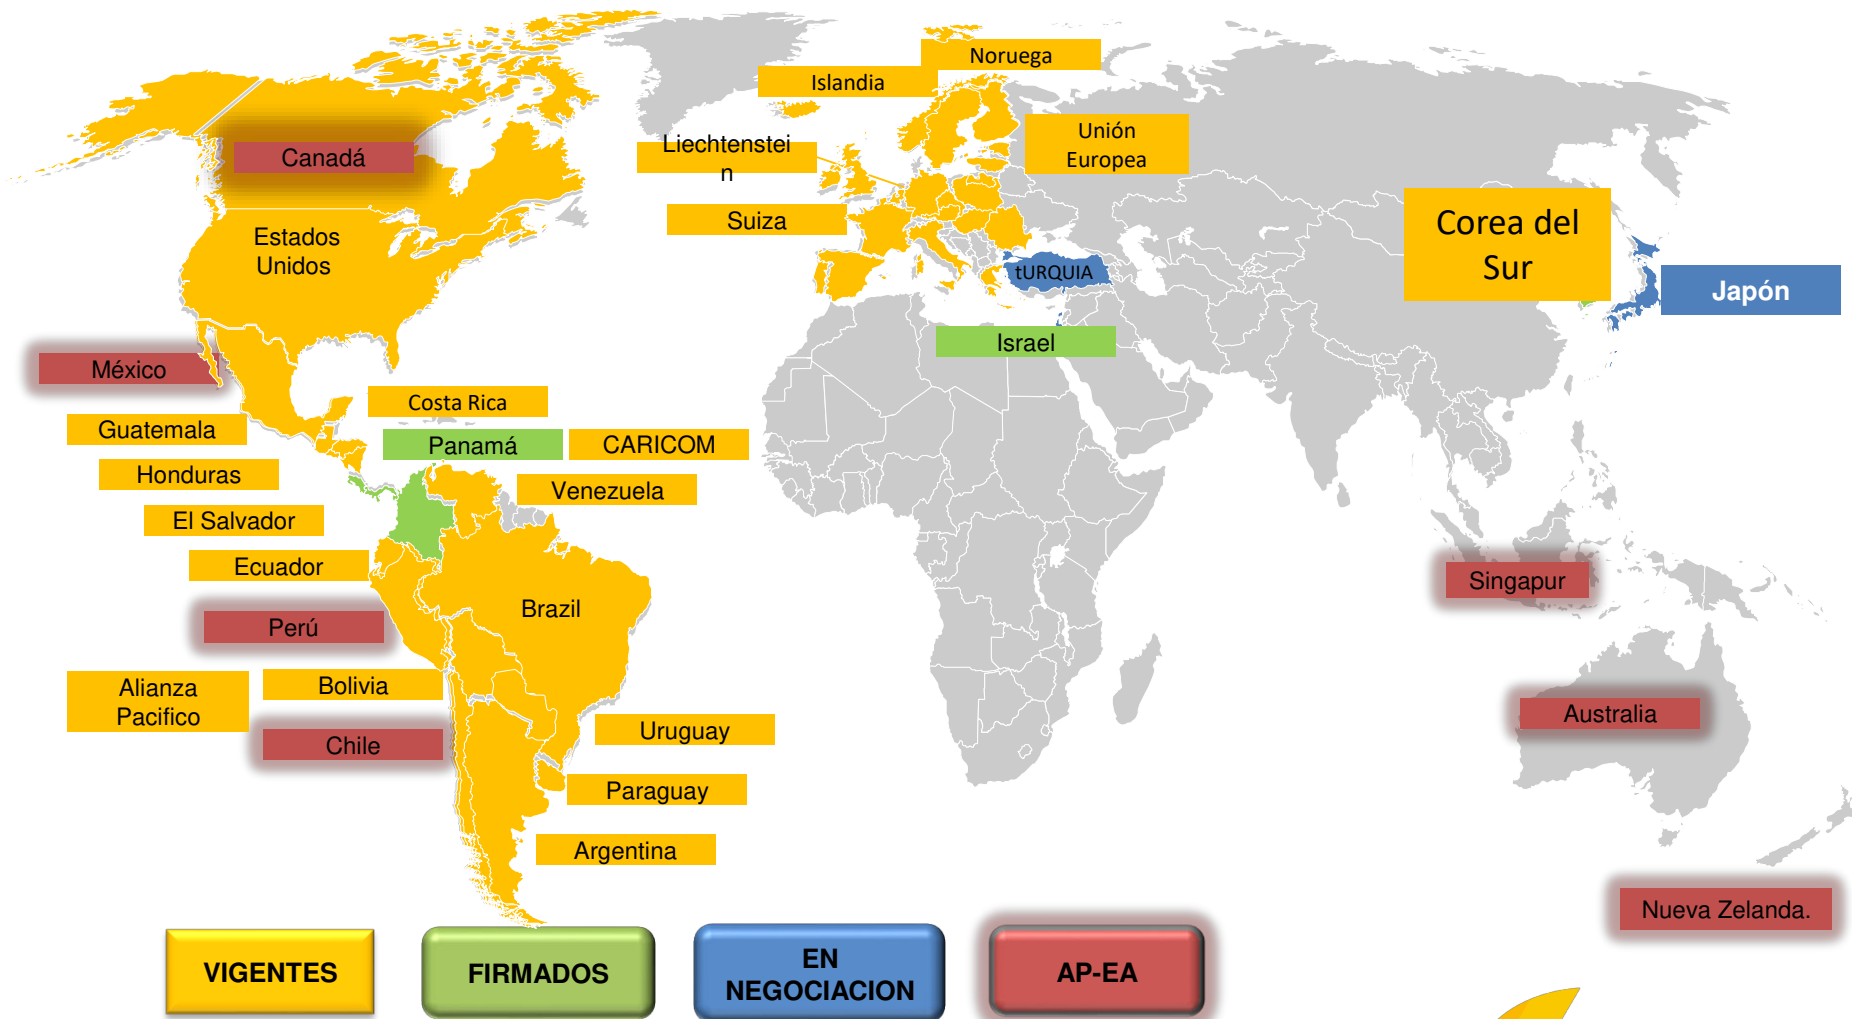 Noruega
Islandia
Unión
Europea
Canadá
Liechtenstei
n
Suiza
Estados
Unidos
Corea del
Sur
tURQUIA
Japón
Israel
México
Costa Rica
Guatemala
Panamá
CARICOM
Honduras
Venezuela
El Salvador
Ecuador
Singapur
Brazil
Perú
Alianza
Pacifico
Bolivia
Australia
Chile
Uruguay
Paraguay
Argentina
Nueva Zelanda.
VIGENTES
FIRMADOS
EN
NEGOCIACION
AP-EA